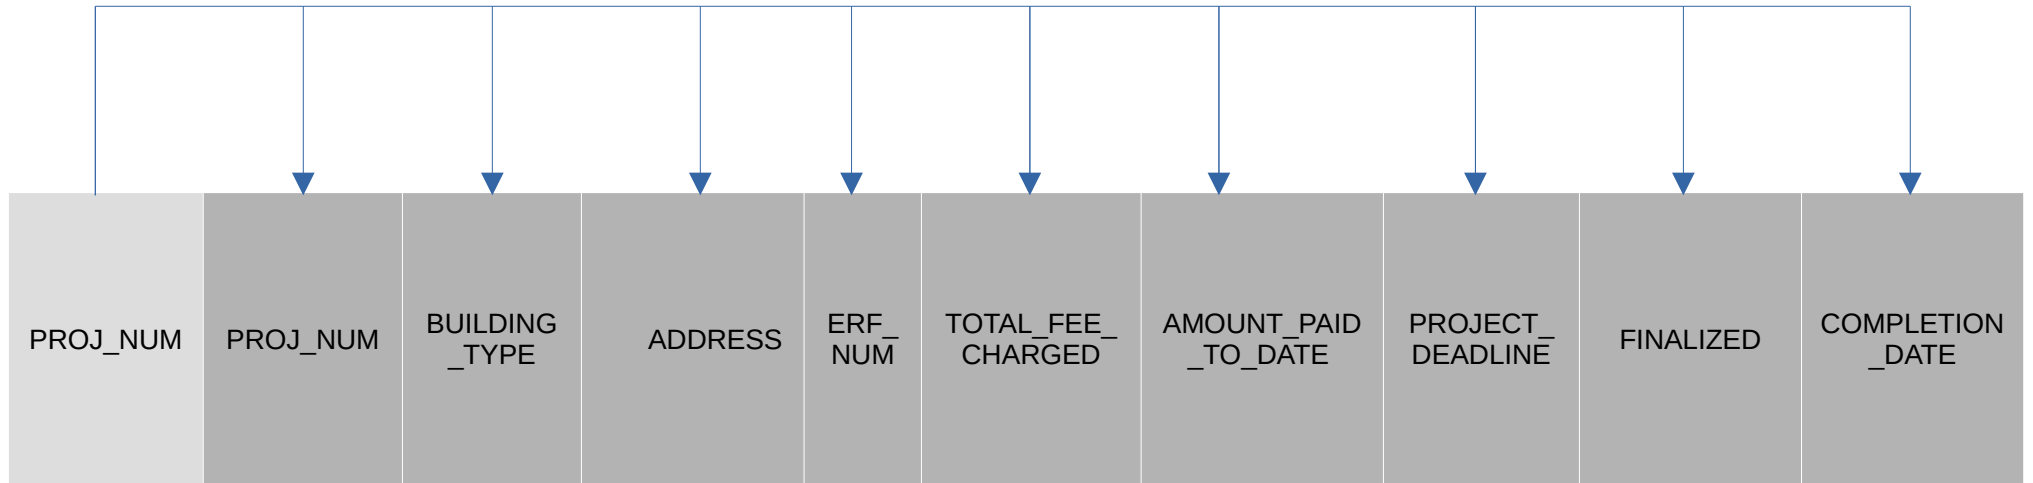 PROJ_NUM
PROJ_NUM
BUILDING
_TYPE
ADDRESS
ERF_
NUM
TOTAL_FEE_
CHARGED
AMOUNT_PAID
_TO_DATE
PROJECT_
DEADLINE
FINALIZED
COMPLETION
_DATE